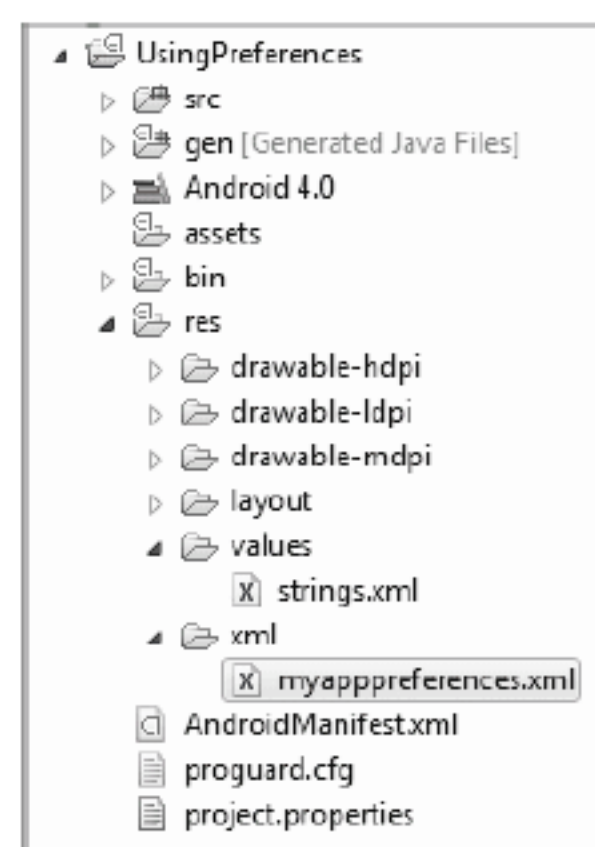 UsingPreferences
src
gen [Generated Java Files]
Android 4.0
assets
bin
res
drawable-hdpi
drawable-ldpi
drawable-mdpi
layout
values
strings.xml
xml
myapppreferences.xml
AndroidManifest.xml
proguard.cfg
project.properties